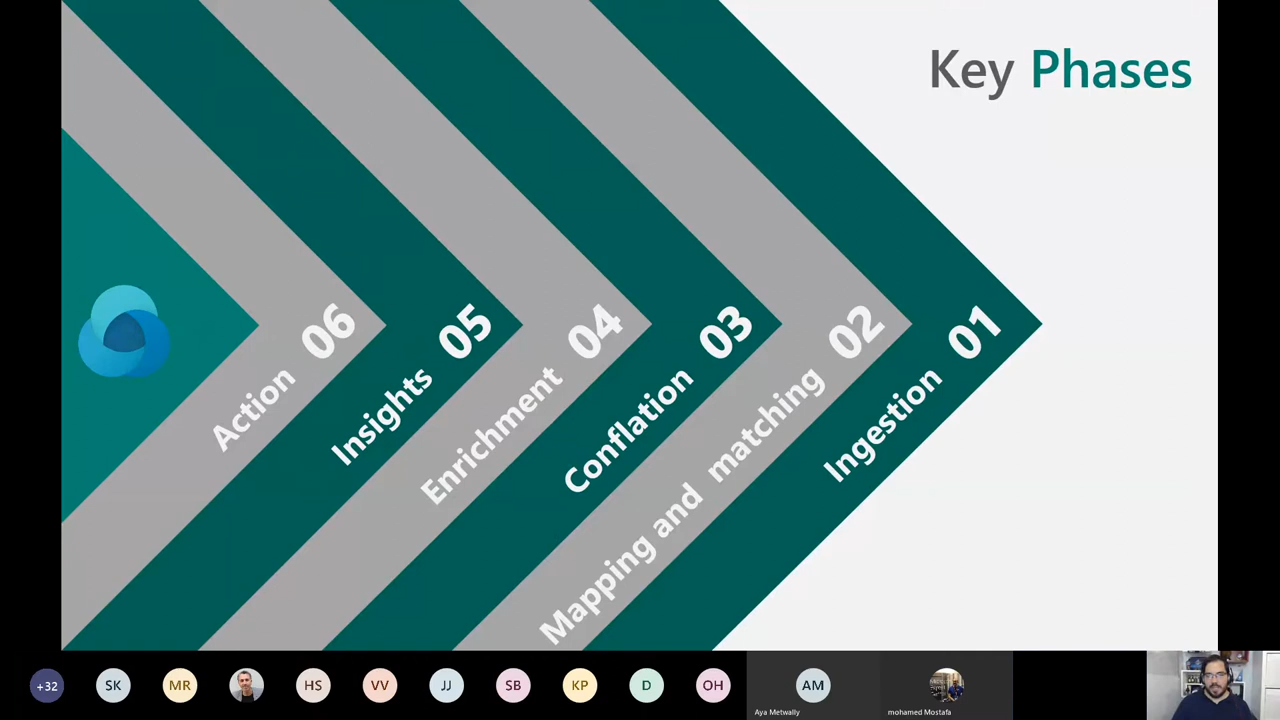 Key Phases
01
Ingestion
02
Mapping and matching
03
Conflation
04
Enrichment
05
Insights
06
Action
+32
SK
MR
HS
VV
JJ
SB
KP
D
OH
AM
Aya Metwally
mohamed Mostafa